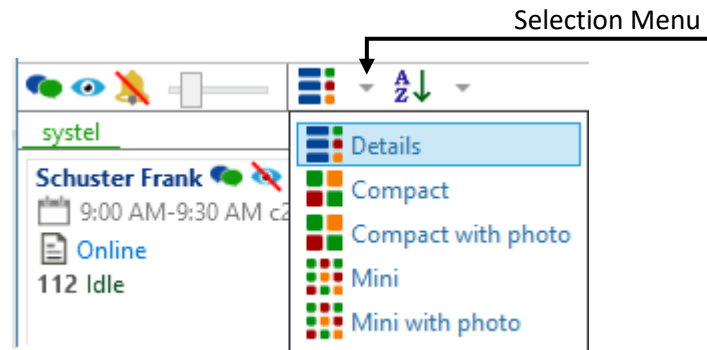 Selection Menu
A
Z
systel
Details
Schuster Frank
Compact
9:00 AM-9:30 AM c2
Compact with photo
Online
Mini
112 Idle
Mini with photo